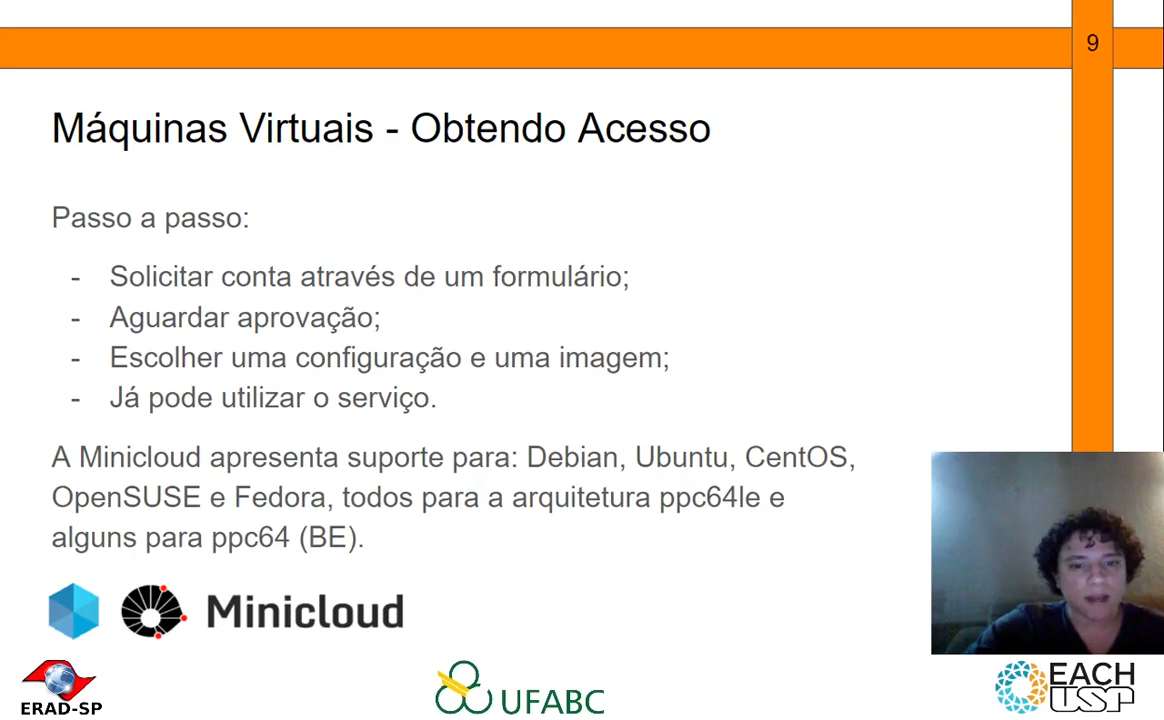 9
Máquinas Virtuais - Obtendo Acesso
Passo a passo:
- Solicitar conta através de um formulário;
- Aguardar aprovação;
- Escolher uma configuração e uma imagem;
- Já pode utilizar o serviço.
A Minicloud apresenta suporte para: Debian, Ubuntu, CentOS,
OpenSUSE e Fedora, todos para a arquitetura ppc64le e
alguns para ppc64 (BE).
Minicloud
ERAD-SP
UFABC
EACH
USP